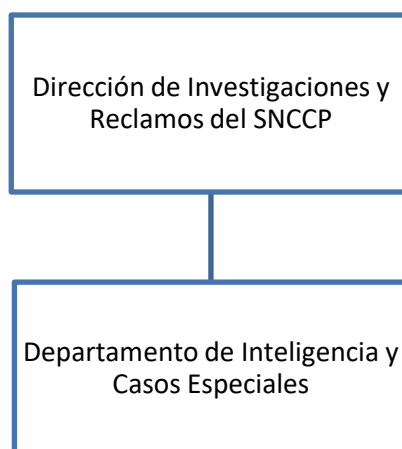 Dirección de Investigaciones y
Reclamos del SNCCP
Departamento de Inteligencia y
Casos Especiales